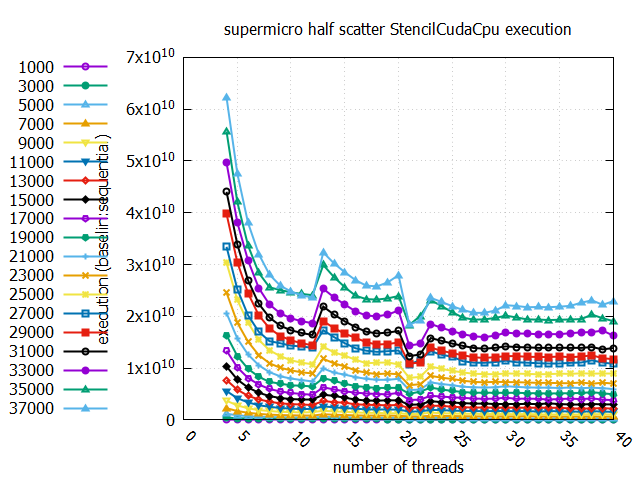 supermicro half scatter StencilCudaCpu execution
7x10^10
6x10^10
5x10^10
4x10^10
3x10^10
2x10^10
1x10^10
0
execution (baselin: sequential)
1000
3000
5000
7000
9000
11000
13000
15000
17000
19000
21000
23000
25000
27000
29000
31000
33000
35000
37000
0
5
10
15
20
25
30
35
40
number of threads